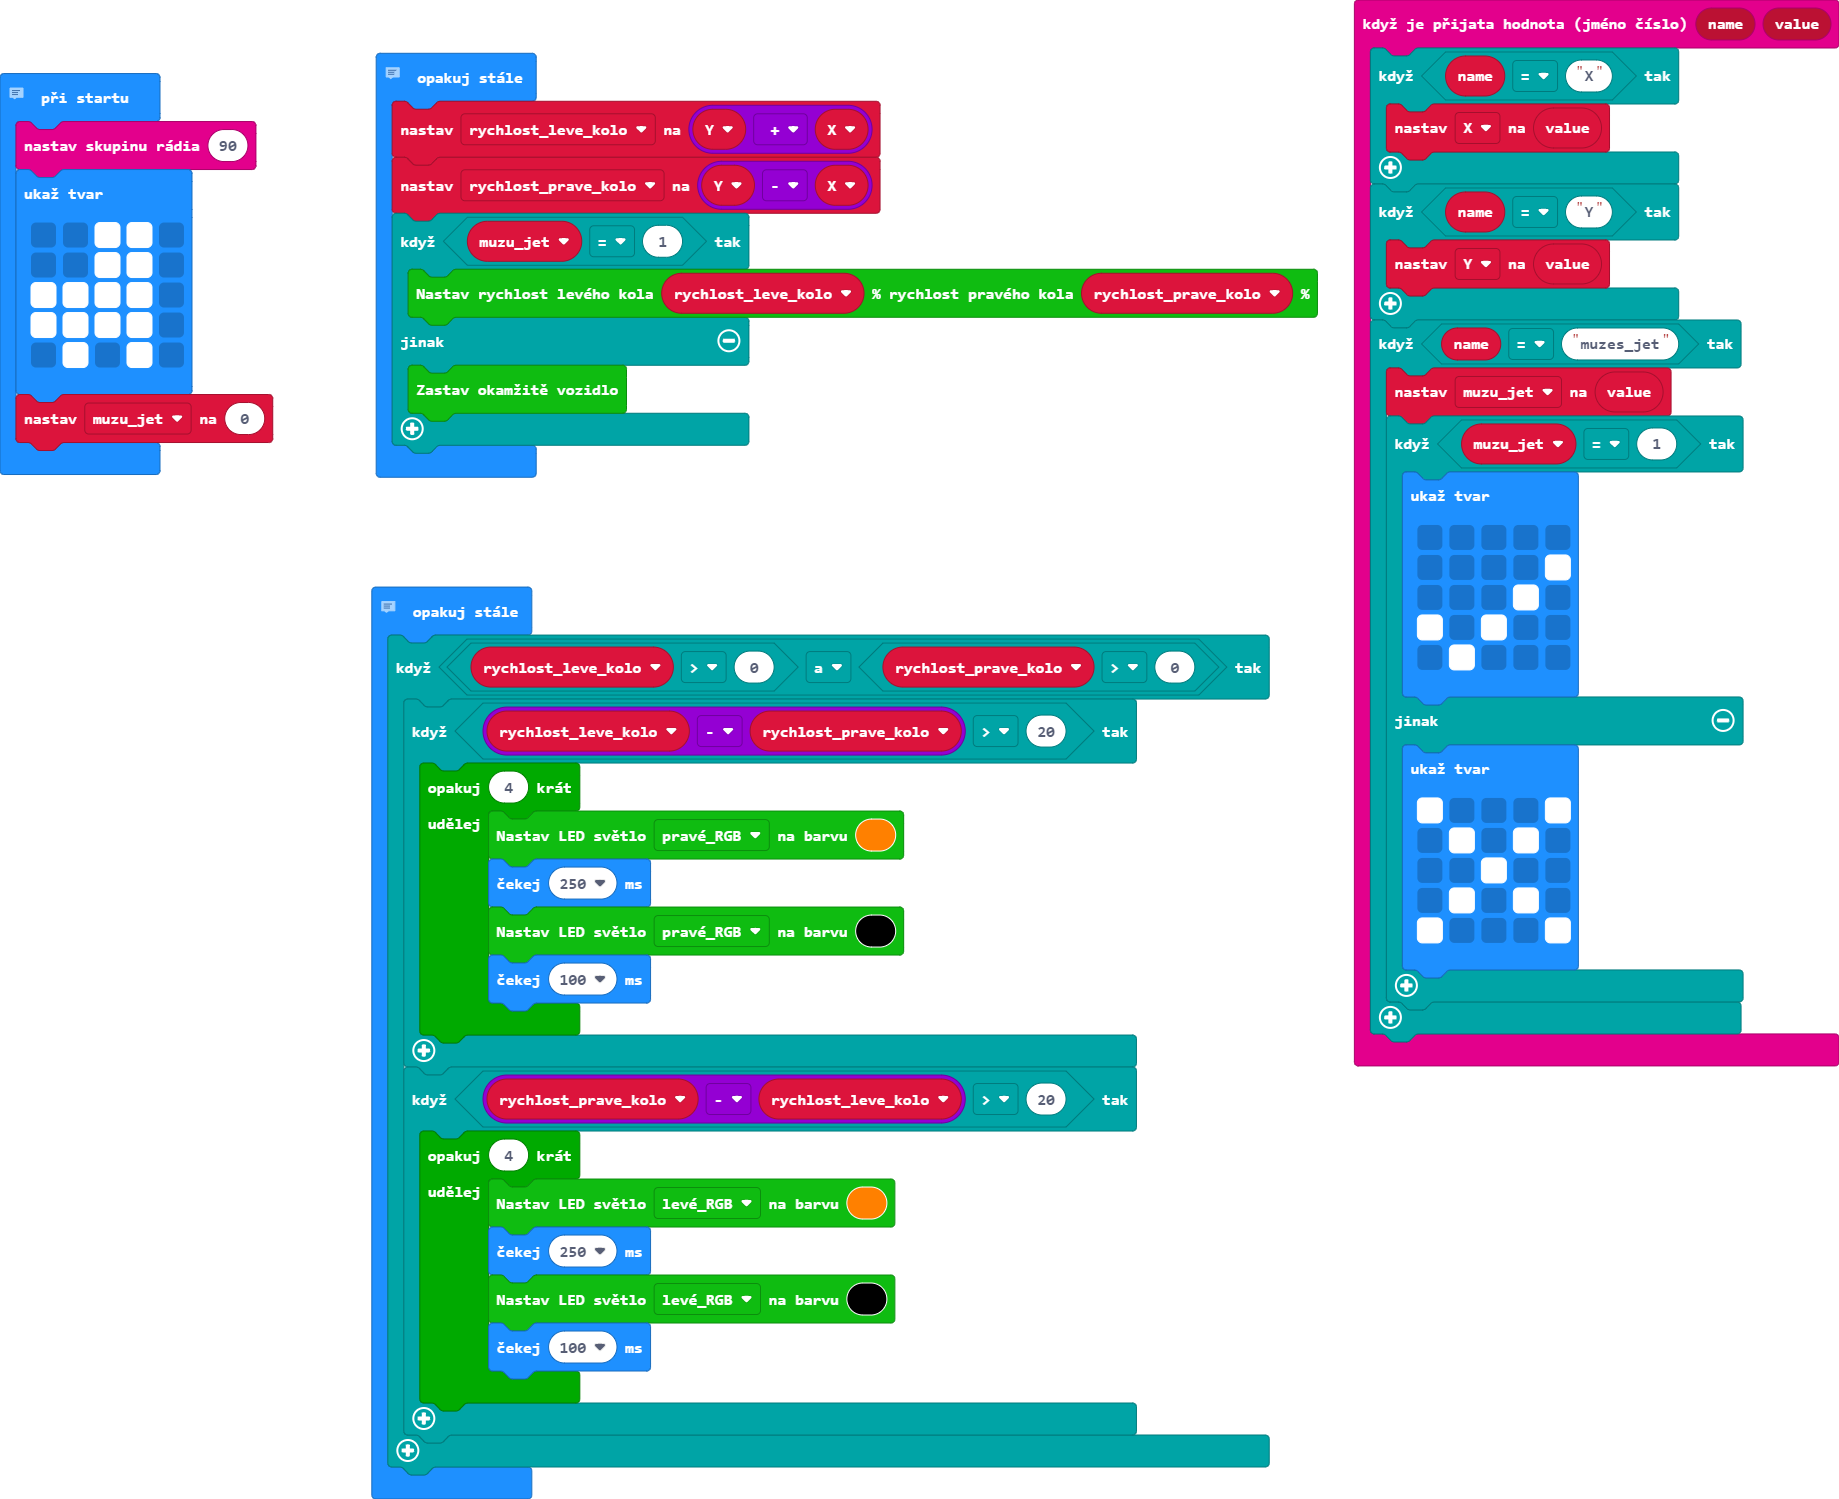 při startu
nastav skupinu rádia 90
ukaž tvar
nastav muzu_jet na 0
opakuj stále
nastav rychlost_leve_kolo na Y + X
nastav rychlost_prave_kolo na Y - X
když muzu_jet = 1 tak
Nastav rychlost levého kola rychlost_leve_kolo % rychlost pravého kola rychlost_prave_kolo %
jinak
Zastav okamžitě vozidlo
opakuj stále
když rychlost_leve_kolo > 0 a rychlost_prave_kolo > 0 tak
když rychlost_leve_kolo - rychlost_prave_kolo > 20 tak
opakuj 4 krát
udělej
Nastav LED světlo pravé_RGB na barvu
čekej 250 ms
Nastav LED světlo pravé_RGB na barvu
čekej 100 ms
když rychlost_prave_kolo - rychlost_leve_kolo > 20 tak
opakuj 4 krát
udělej
Nastav LED světlo levé_RGB na barvu
čekej 250 ms
Nastav LED světlo levé_RGB na barvu
čekej 100 ms
když je přijata hodnota (jméno číslo) name value
když name = "X" tak
nastav X na value
když name = "Y" tak
nastav Y na value
když name = "muzes_jet" tak
nastav muzu_jet na value
když muzu_jet = 1 tak
ukaž tvar
jinak
ukaž tvar